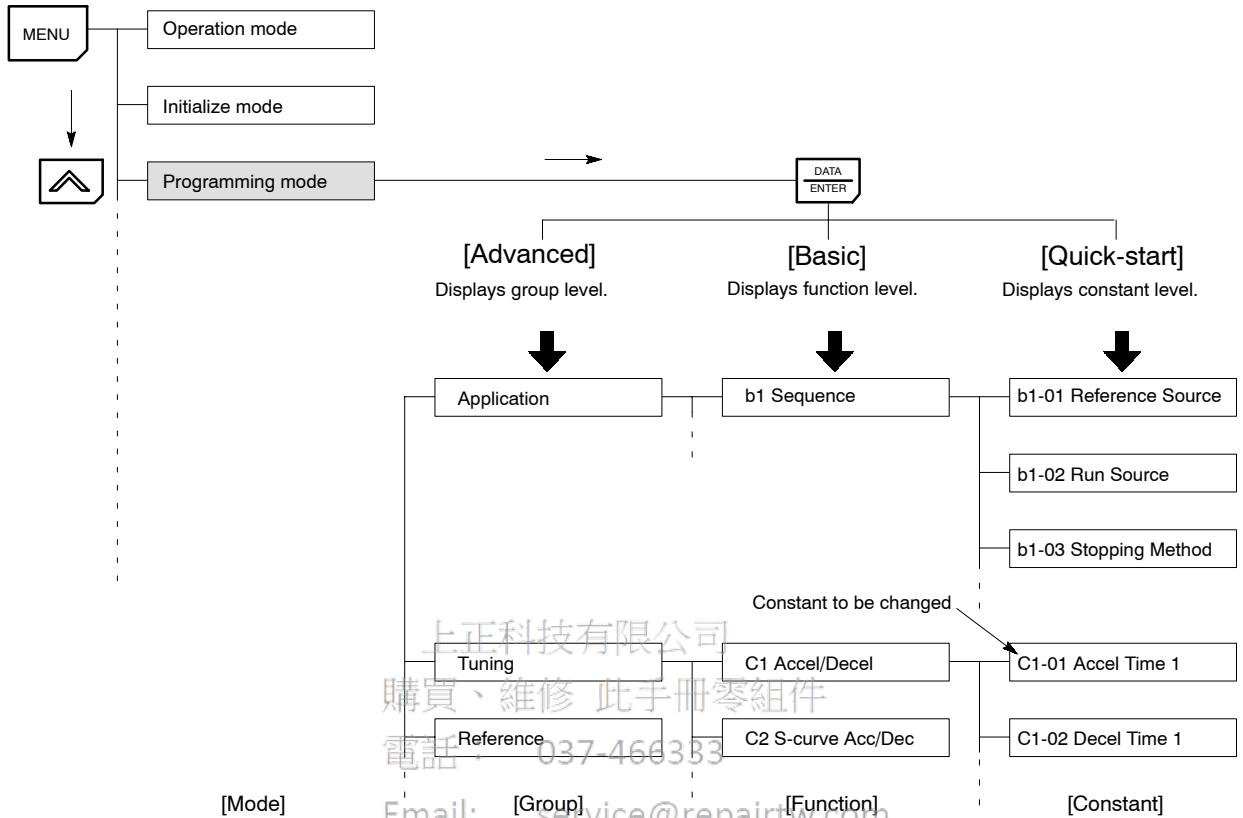 MENU
Operation mode
Initialize mode
Programming mode
DATA
ENTER
[Advanced]
[Basic]
[Quick-start]
Displays group level.
Displays function level.
Displays constant level.
Application
b1 Sequence
b1-01 Reference Source
b1-02 Run Source
b1-03 Stopping Method
Constant to be changed
上正科技有限公司
Tuning
C1 Accel/Decel
C1-01 Accel Time 1
購買、維修 此手冊零組件
Reference
C2 S-curve Acc/Dec
C1-02 Decel Time 1
電話： 037-466333
[Mode]
[Group]
[Function]
[Constant]
Email: service@repairtw.com